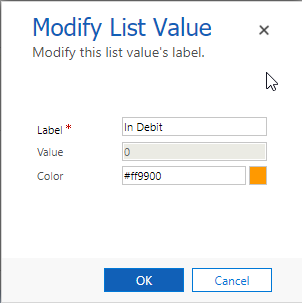 Modify List Value
Modify this list value's label.
Label * In Debit
Value 0
Color #ff9900
OK Cancel